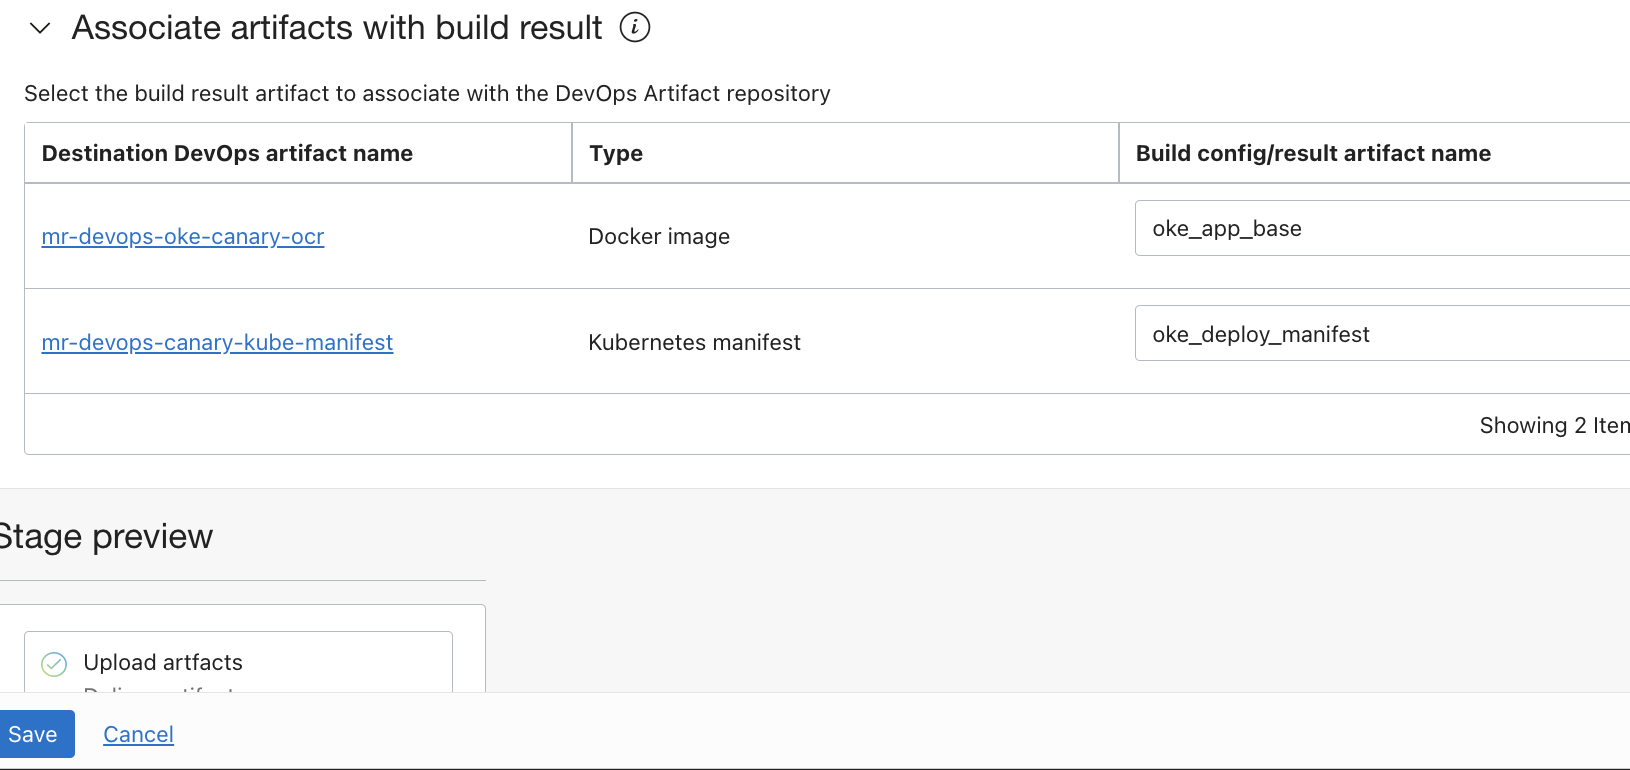 Associate artifacts with build result
Select the build result artifact to associate with the DevOps Artifact repository
Destination DevOps artifact name Type Build config/result artifact name
mr-devops-oke-canary-ocr Docker image oke_app_base
mr-devops-canary-kube-manifest Kubernetes manifest oke_deploy_manifest
Showing 2 Item
Stage preview
Upload artfacts
Save Cancel